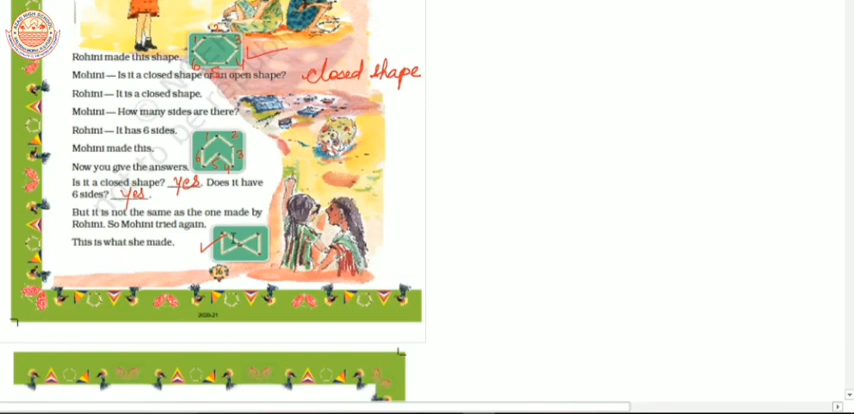 Rohini made this shape.
Mohini — Is it a closed shape or an open shape? closed shape
Rohini — It is a closed shape.
Mohini — How many sides are there?
Rohini — It has 6 sides.
Mohini made this.
Now you give the answers.
Is it a closed shape? yes. Does it have
6 sides? yes.
But it is not the same as the one made by
Rohini. So Mohini tried again.
This is what she made.
16
2020-21